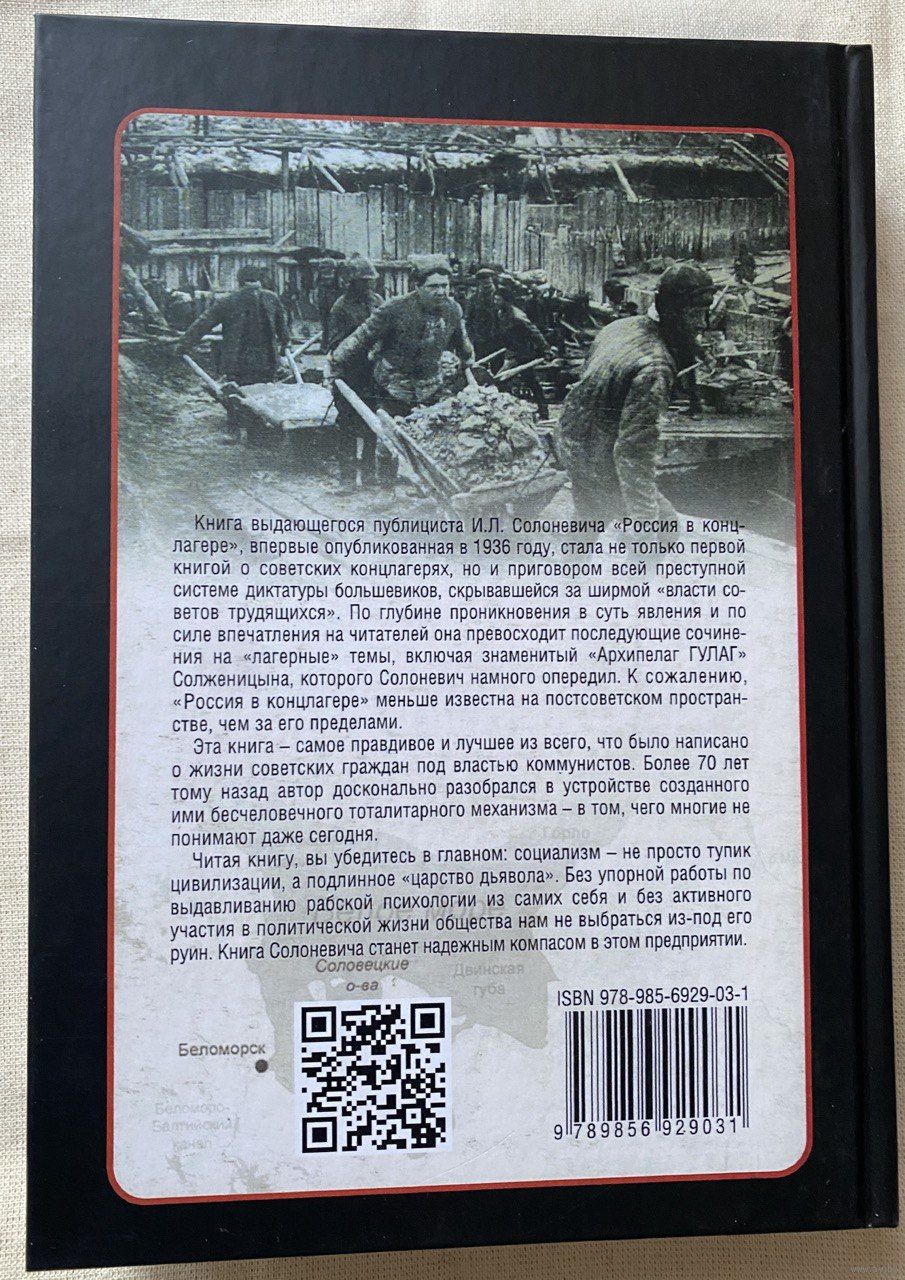 Книга выдающегося публициста И.Л. Солоневича «Россия в конц-
лагере», впервые опубликованная в 1936 году, стала не только первой
книгой о советских концлагерях, но и приговором всей преступной
системе диктатуры большевиков, скрывавшейся за ширмой «власти со-
ветов трудящихся». По глубине проникновения в суть явления и по
силе впечатления на читателей она превосходит последующие сочине-
ния на «лагерные» темы, включая знаменитый «Архипелаг ГУЛАГ»
Солженицына, которого Солоневич намного опередил. К сожалению,
«Россия в концлагере» меньше известна на постсоветском простран-
стве, чем за его пределами.
Эта книга – самое правдивое и лучшее из всего, что было написано
о жизни советских граждан под властью коммунистов. Более 70 лет
тому назад автор досконально разобрался в устройстве созданного
ими бесчеловечного тоталитарного механизма – в том, чего многие не
понимают даже сегодня.
Горло
Читая книгу, вы убедитесь в главном: социализм – не просто тупик
цивилизации, а подлинное «царство дьявола». Без упорной работы по
выдавливанию рабской психологии из самих себя и без активного
участия в политической жизни общества нам не выбраться из-под его
руин. Книга Солоневича станет надежным компасом в этом предприятии.
Соловецкие
о-ва
Двинская
губа
ISBN 978-985-6929-03-1
Беломорск
Беломоро-
Балтийский
канал
9 789856 929031